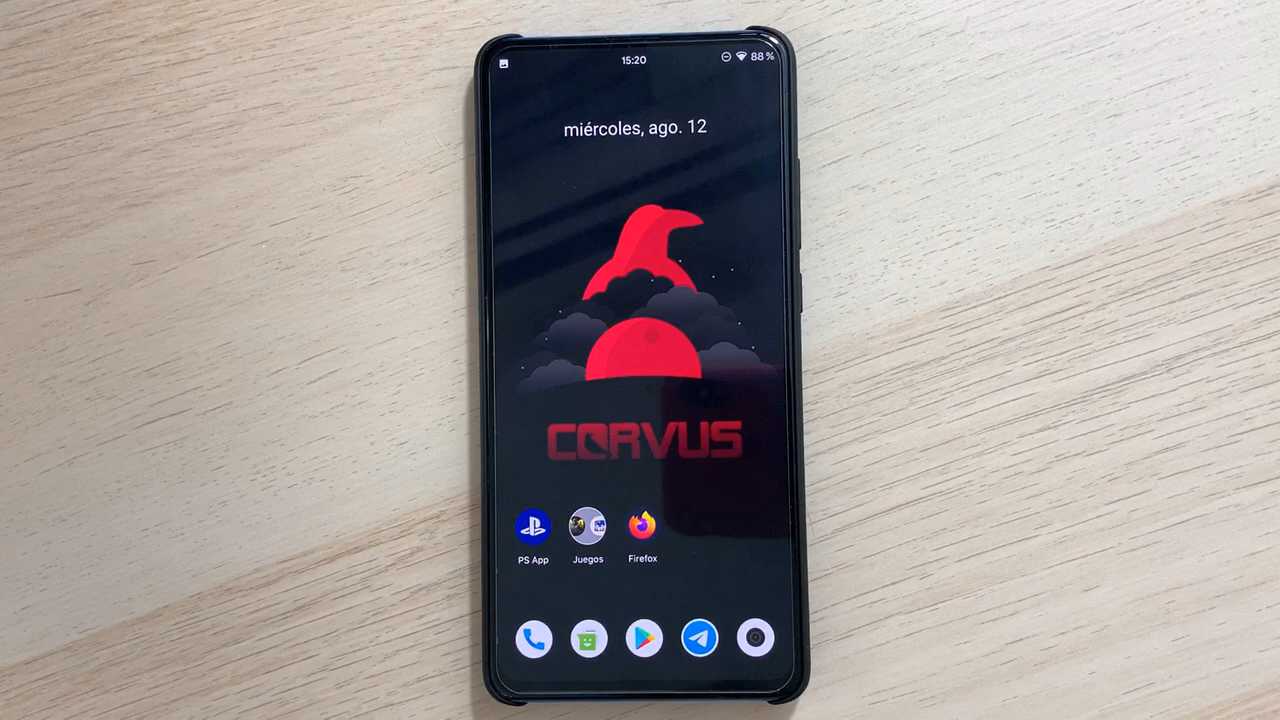 15:20
88 %
miércoles, ago. 12
CORVUS
PS App
Juegos
Firefox